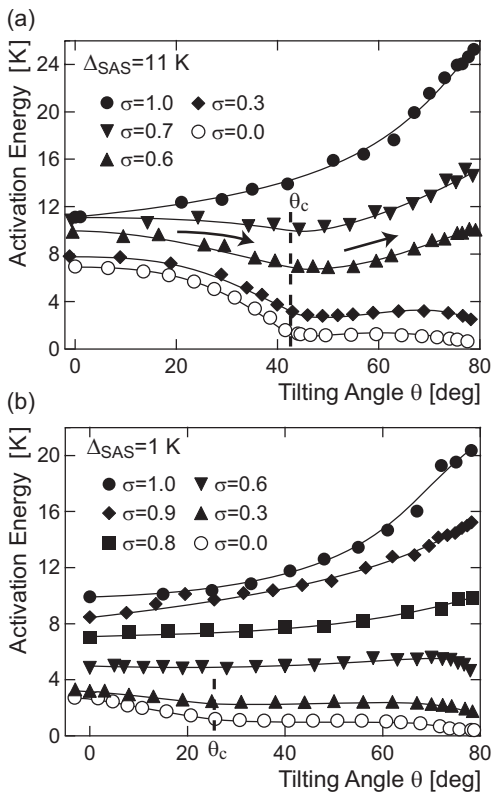 (a)
Activation Energy [K]
24
20
16
12
8
4
0
Δ_SAS=11 K
σ=1.0
σ=0.3
σ=0.7
σ=0.0
σ=0.6
θ_c
0 20 40 60 80
Tilting Angle θ [deg]
(b)
Activation Energy [K]
20
16
12
8
4
0
Δ_SAS=1 K
σ=1.0
σ=0.6
σ=0.9
σ=0.3
σ=0.8
σ=0.0
θ_c
0 20 40 60 80
Tilting Angle θ [deg]